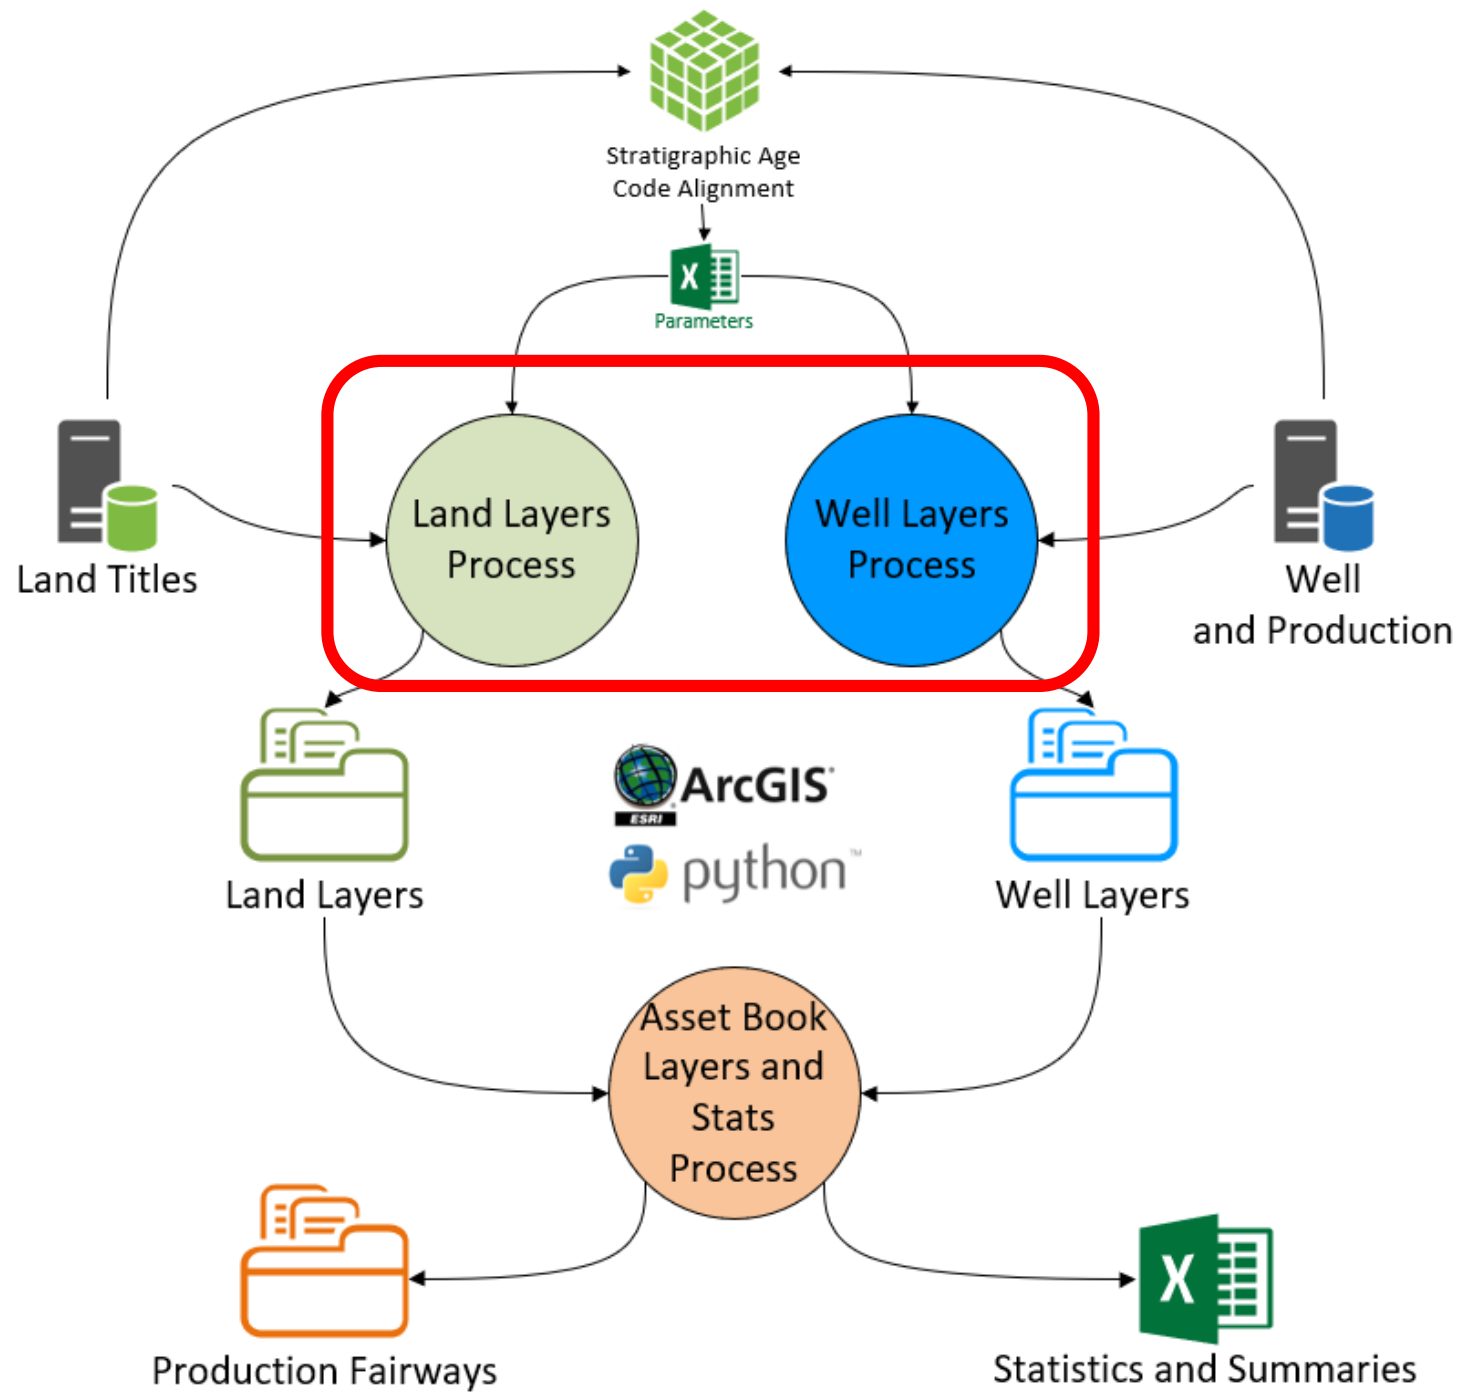 Stratigraphic Age
Code Alignment
X
Parameters
Land Layers
Process
Well Layers
Process
Land Titles
Well
and Production
ArcGIS
ESRI
python™
Land Layers
Well Layers
Asset Book
Layers and
Stats
Process
X
Production Fairways
Statistics and Summaries